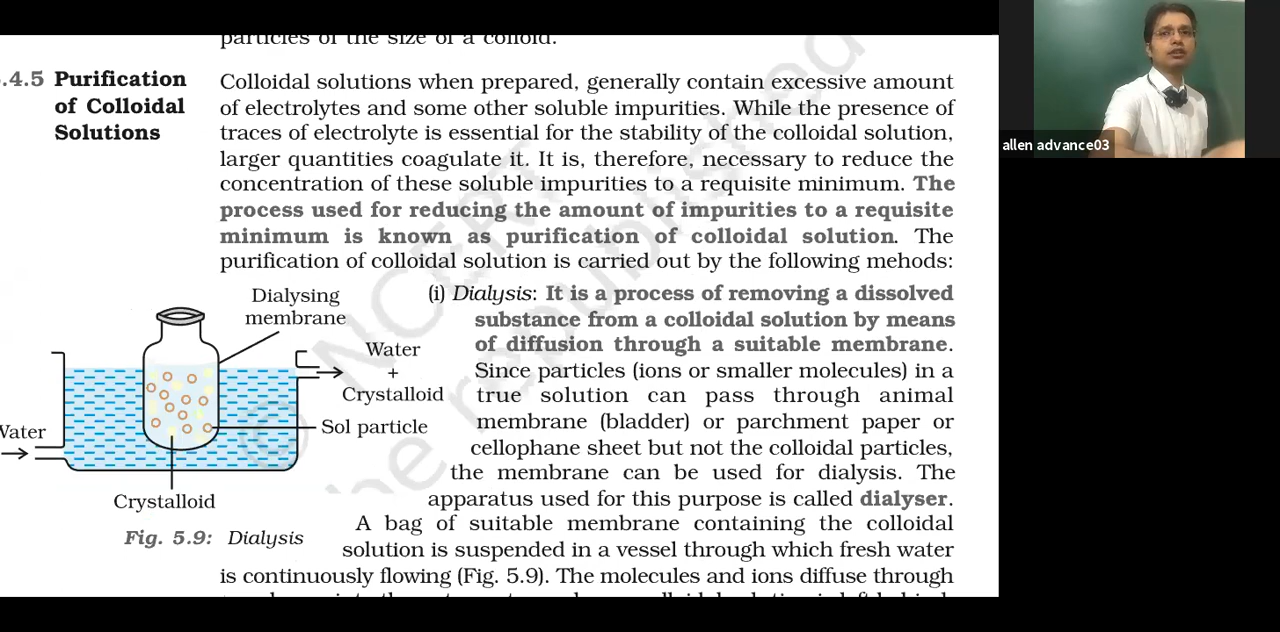 particles of the size of a colloid.
.4.5 Purification
of Colloidal
Solutions
Colloidal solutions when prepared, generally contain excessive amount
of electrolytes and some other soluble impurities. While the presence of
traces of electrolyte is essential for the stability of the colloidal solution,
larger quantities coagulate it. It is, therefore, necessary to reduce the
concentration of these soluble impurities to a requisite minimum. The
process used for reducing the amount of impurities to a requisite
minimum is known as purification of colloidal solution. The
purification of colloidal solution is carried out by the following mehods:
(i) Dialysis: It is a process of removing a dissolved
substance from a colloidal solution by means
of diffusion through a suitable membrane.
Since particles (ions or smaller molecules) in a
true solution can pass through animal
membrane (bladder) or parchment paper or
cellophane sheet but not the colloidal particles,
the membrane can be used for dialysis. The
apparatus used for this purpose is called dialyser.
A bag of suitable membrane containing the colloidal
solution is suspended in a vessel through which fresh water
is continuously flowing (Fig. 5.9). The molecules and ions diffuse through
Dialysing
membrane
Water
+
Crystalloid
Sol particle
Water
Crystalloid
Fig. 5.9: Dialysis
© NCERT
be republished
allen advance03